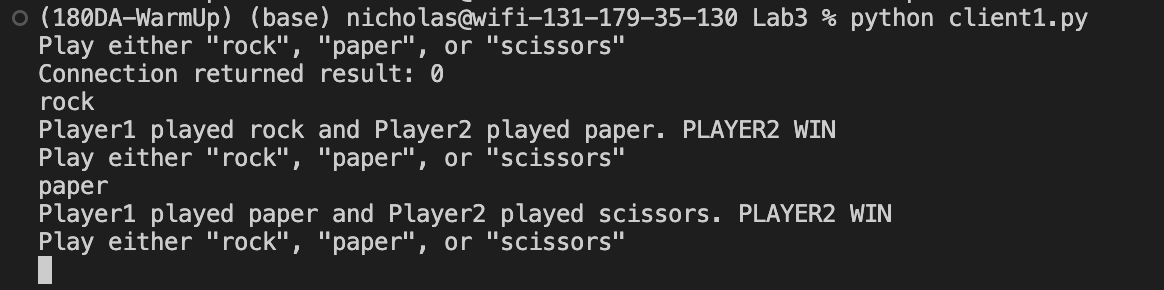 (180DA-WarmUp) (base) nicholas@wifi-131-179-35-130 Lab3 % python client1.py
Play either "rock", "paper", or "scissors"
Connection returned result: 0
rock
Player1 played rock and Player2 played paper. PLAYER2 WIN
Play either "rock", "paper", or "scissors"
paper
Player1 played paper and Player2 played scissors. PLAYER2 WIN
Play either "rock", "paper", or "scissors"